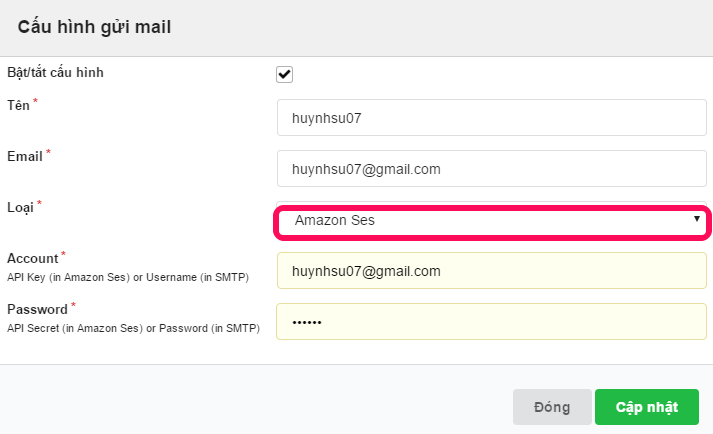 Cấu hình gửi mail
Bật/tắt cấu hình
Tên *
huynhsu07
Email *
huynhsu07@gmail.com
Loại *
Amazon Ses
Account *
API Key (in Amazon Ses) or Username (in SMTP)
huynhsu07@gmail.com
Password *
API Secret (in Amazon Ses) or Password (in SMTP)
••••••
Đóng
Cập nhật